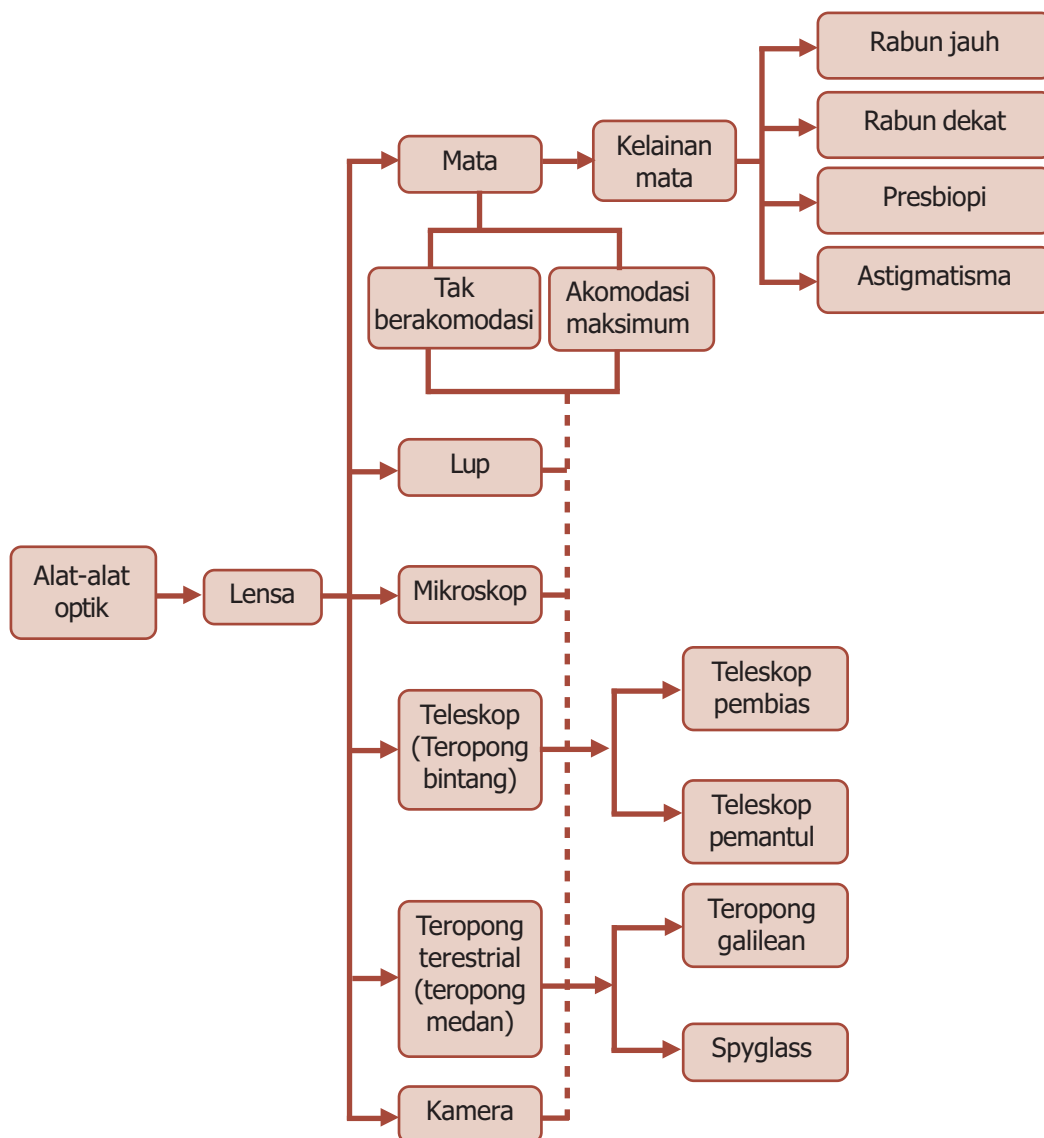 Rabun jauh
Rabun dekat
Mata
Kelainan
mata
Presbiopi
Astigmatisma
Tak
berakomodasi
Akomodasi
maksimum
Lup
Alat-alat
optik
Lensa
Mikroskop
Teleskop
(Teropong
bintang)
Teleskop
pembias
Teleskop
pemantul
Teropong
terestrial
(teropong
medan)
Teropong
galilean
Spyglass
Kamera